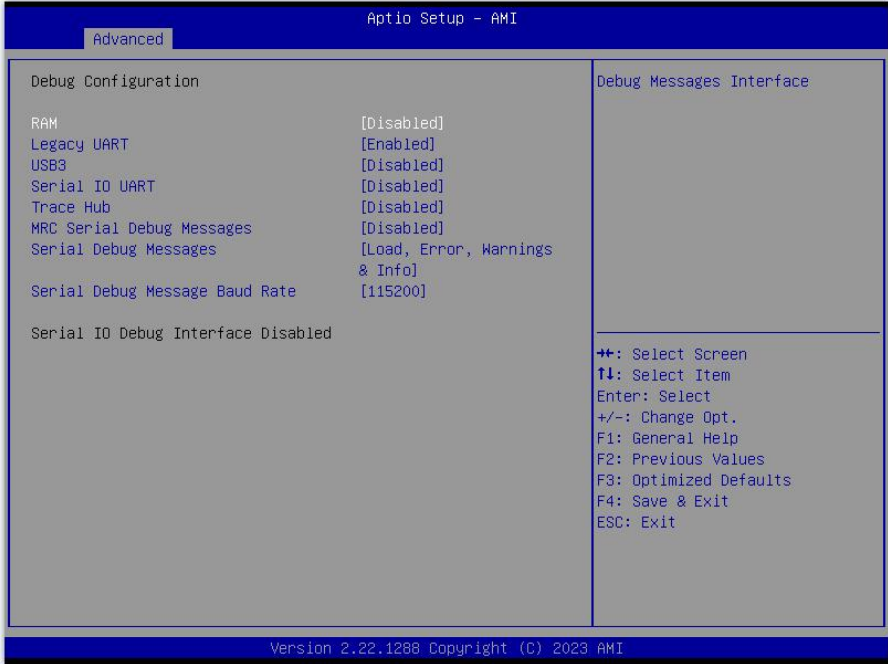 Aptio Setup – AMI
Advanced
Debug Configuration
RAM [Disabled]
Legacy UART [Enabled]
USB3 [Disabled]
Serial IO UART [Disabled]
Trace Hub [Disabled]
MRC Serial Debug Messages [Disabled]
Serial Debug Messages [Load, Error, Warnings
& Info]
Serial Debug Message Baud Rate [115200]
Serial IO Debug Interface Disabled
Debug Messages Interface
→←: Select Screen
↑↓: Select Item
Enter: Select
+/-: Change Opt.
F1: General Help
F2: Previous Values
F3: Optimized Defaults
F4: Save & Exit
ESC: Exit
Version 2.22.1288 Copyright (C) 2023 AMI